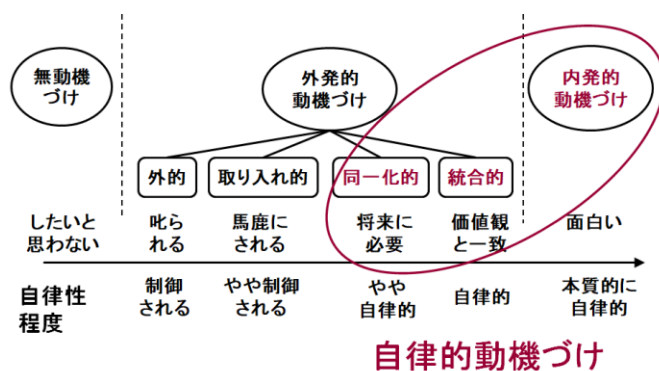 無動機
づけ
外発的
動機づけ
内発的
動機づけ
外的
取り入れ的
同一化的
統合的
したいと
思わない
叱ら
れる
馬鹿に
される
将来に
必要
価値観
と一致
面白い
自律性
程度
制御
される
やや制御
される
やや
自律的
自律的
本質的に
自律的
自律的動機づけ